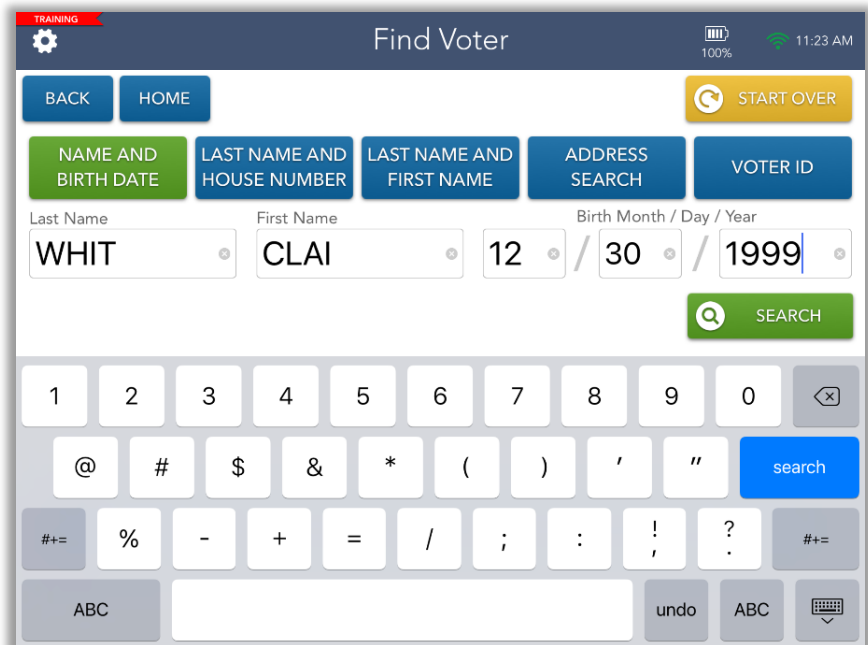 TRAINING
Find Voter
100%
11:23 AM
BACK
HOME
START OVER
NAME AND BIRTH DATE
LAST NAME AND HOUSE NUMBER
LAST NAME AND FIRST NAME
ADDRESS SEARCH
VOTER ID
Last Name
First Name
Birth Month / Day / Year
WHIT
CLAI
12 / 30 / 1999
SEARCH
1 2 3 4 5 6 7 8 9 0
@ # $ & * ( ) ' " search
#+= % - + = / ; : ! , ? . #+=
ABC undo ABC